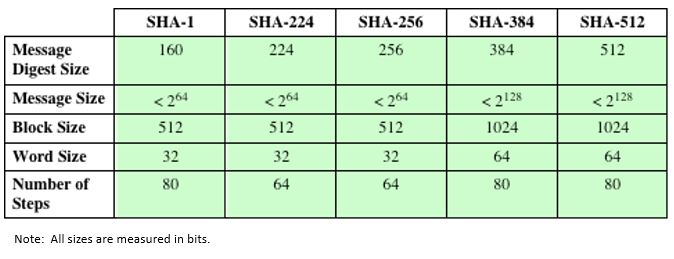 SHA-1 SHA-224 SHA-256 SHA-384 SHA-512
Message Digest Size 160 224 256 384 512
Message Size < 2^64 < 2^64 < 2^64 < 2^128 < 2^128
Block Size 512 512 512 1024 1024
Word Size 32 32 32 64 64
Number of Steps 80 64 64 80 80
Note: All sizes are measured in bits.